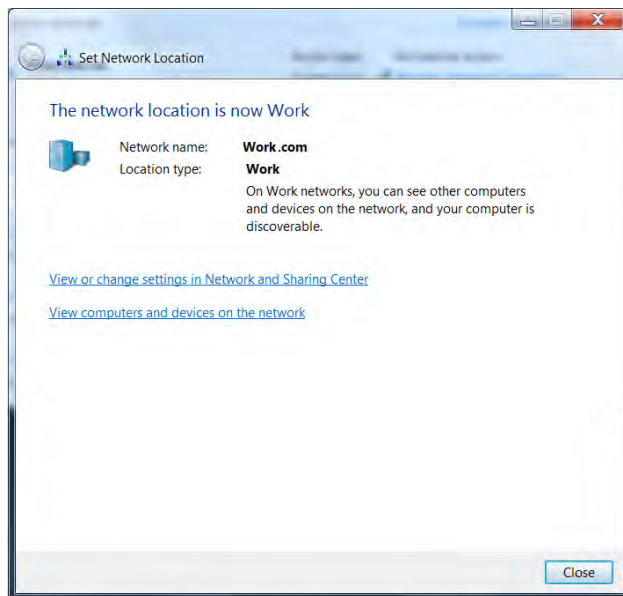 Set Network Location
The network location is now Work
Network name: Work.com
Location type: Work
On Work networks, you can see other computers
and devices on the network, and your computer is
discoverable.
View or change settings in Network and Sharing Center
View computers and devices on the network
Close